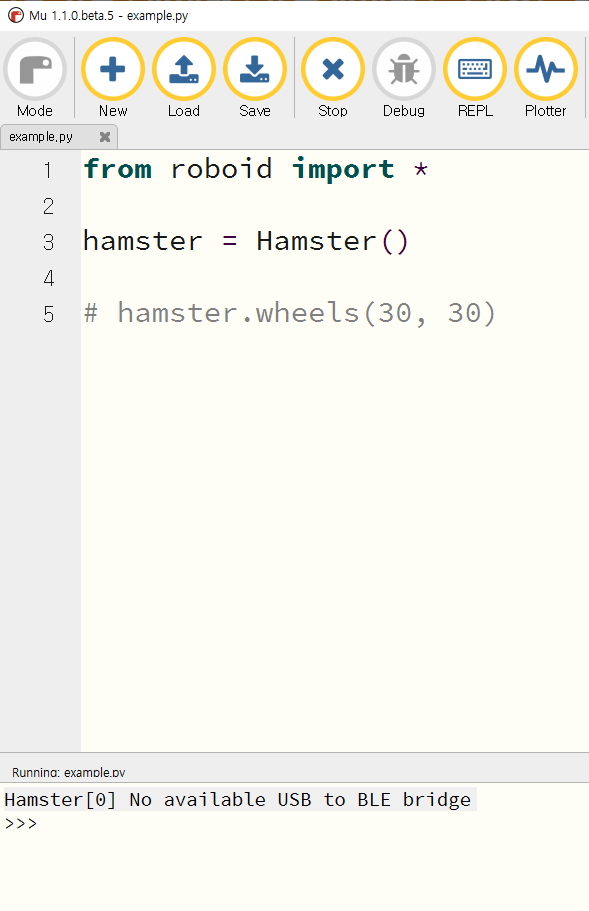 Mu 1.1.0.beta.5 - example.py
Mode New Load Save Stop Debug REPL Plotter
example.py
1 from roboid import *
2
3 hamster = Hamster()
4
5 # hamster.wheels(30, 30)
Running: example.py
Hamster[0] No available USB to BLE bridge
>>>